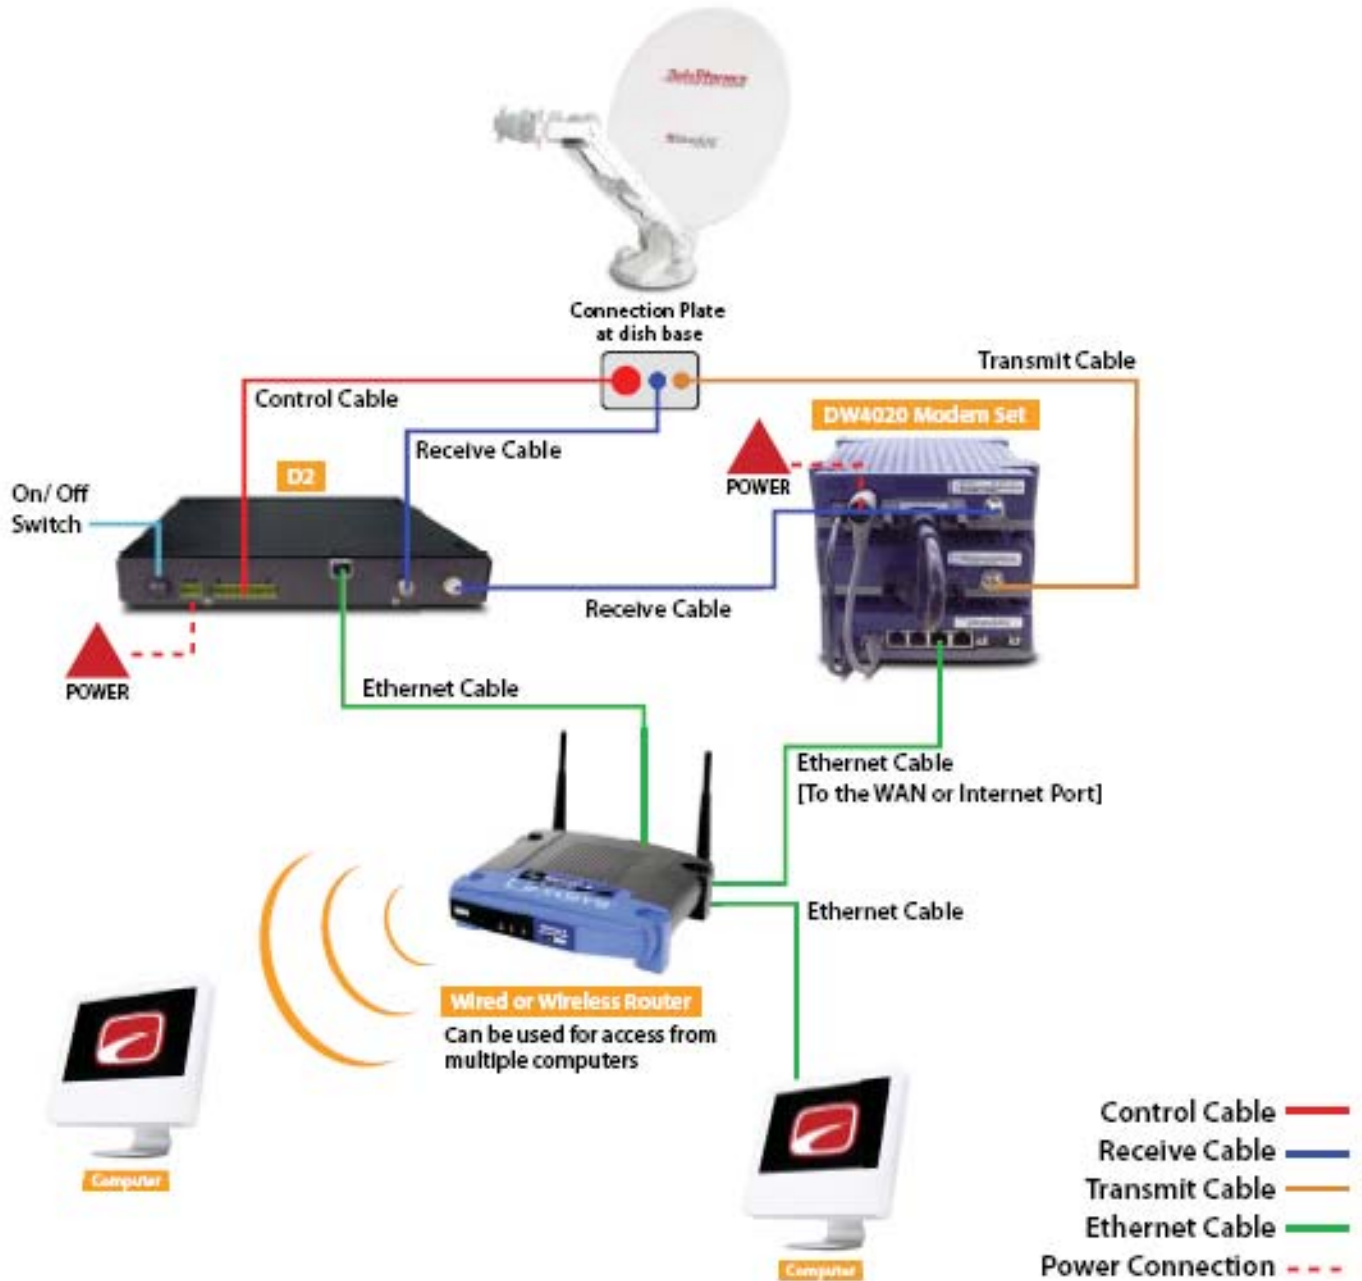 Connection Plate
at dish base
Transmit Cable
Control Cable
DW4020 Modem Set
Receive Cable
POWER
D2
On/ Off
Switch
Receive Cable
POWER
Ethernet Cable
Ethernet Cable
[To the WAN or Internet Port]
Ethernet Cable
Wired or Wireless Router
Can be used for access from
multiple computers
Computer
Computer
Control Cable
Receive Cable
Transmit Cable
Ethernet Cable
Power Connection